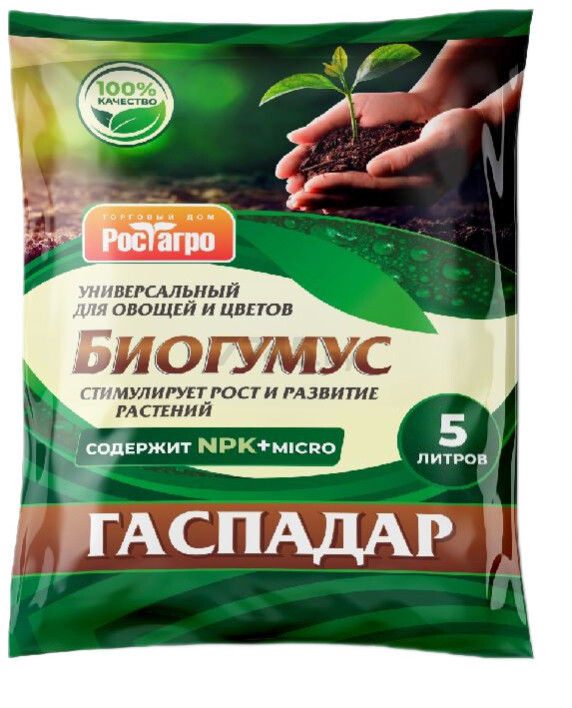 100%
КАЧЕСТВО
ТОРГОВЫЙ ДОМ
РосТагро
УНИВЕРСАЛЬНЫЙ
ДЛЯ ОВОЩЕЙ И ЦВЕТОВ
БИОГУМУС
СТИМУЛИРУЕТ РОСТ И РАЗВИТИЕ
РАСТЕНИЙ
СОДЕРЖИТ NPK+MICRO
5
ЛИТРОВ
ГАСПАДАР